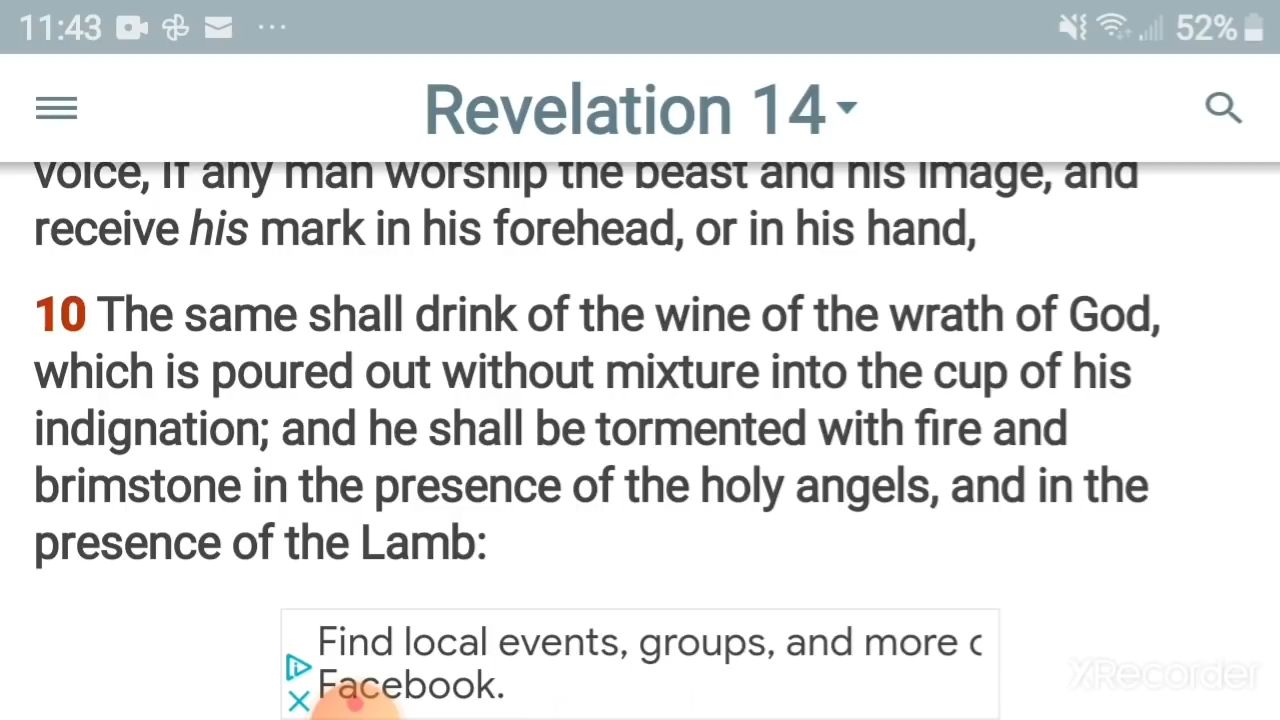 11:43 ... 52%
Revelation 14
voice, If any man worship the beast and his image, and
receive his mark in his forehead, or in his hand,
10 The same shall drink of the wine of the wrath of God,
which is poured out without mixture into the cup of his
indignation; and he shall be tormented with fire and
brimstone in the presence of the holy angels, and in the
presence of the Lamb:
Find local events, groups, and more
Facebook.
XRecorder